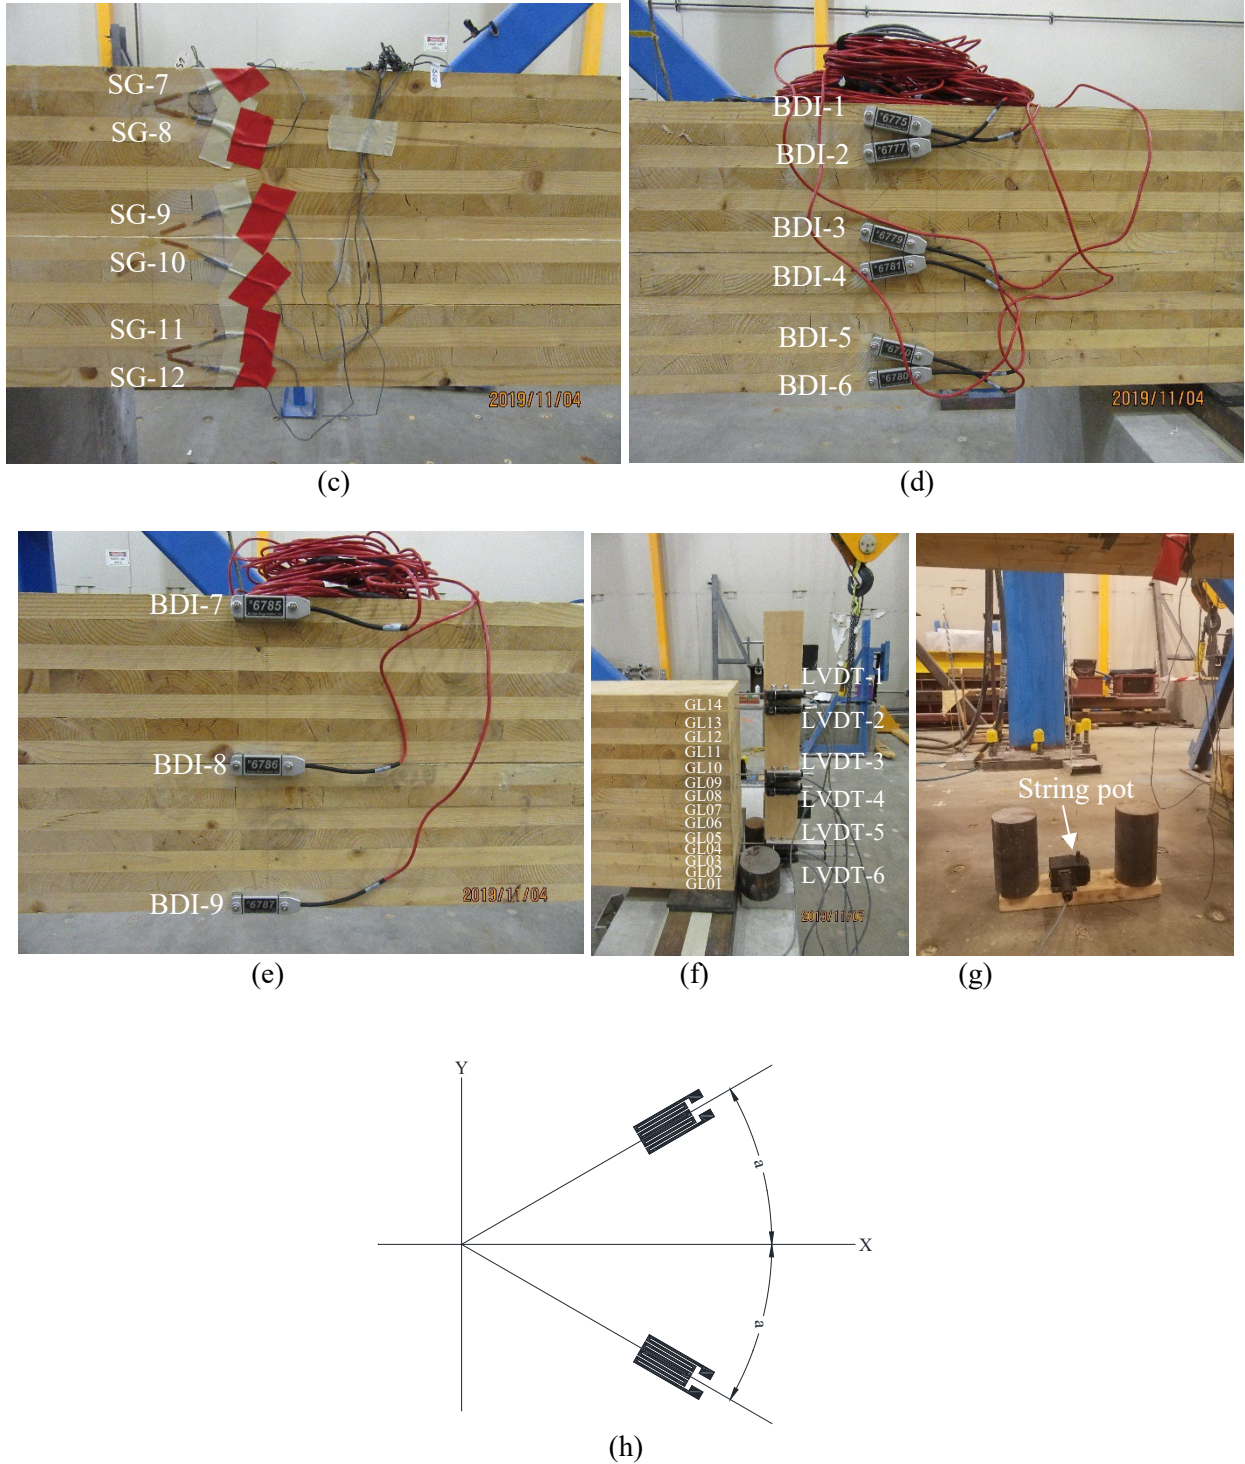 SG-7
SG-8
SG-9
SG-10
SG-11
SG-12
2019/11/04
(c)
BDI-1
*6775
BDI-2
*6777
BDI-3
*6779
BDI-4
*6781
BDI-5
BDI-6
*6780
2019/11/04
(d)
BDI-7
*6785
BDI-8
*6786
BDI-9
*6787
2019/11/04
(e)
LVDT-1
LVDT-2
LVDT-3
LVDT-4
LVDT-5
LVDT-6
GL14
GL13
GL12
GL11
GL10
GL09
GL08
GL07
GL06
GL05
GL04
GL03
GL02
GL01
(f)
String pot
(g)
Y
a
X
a
(h)